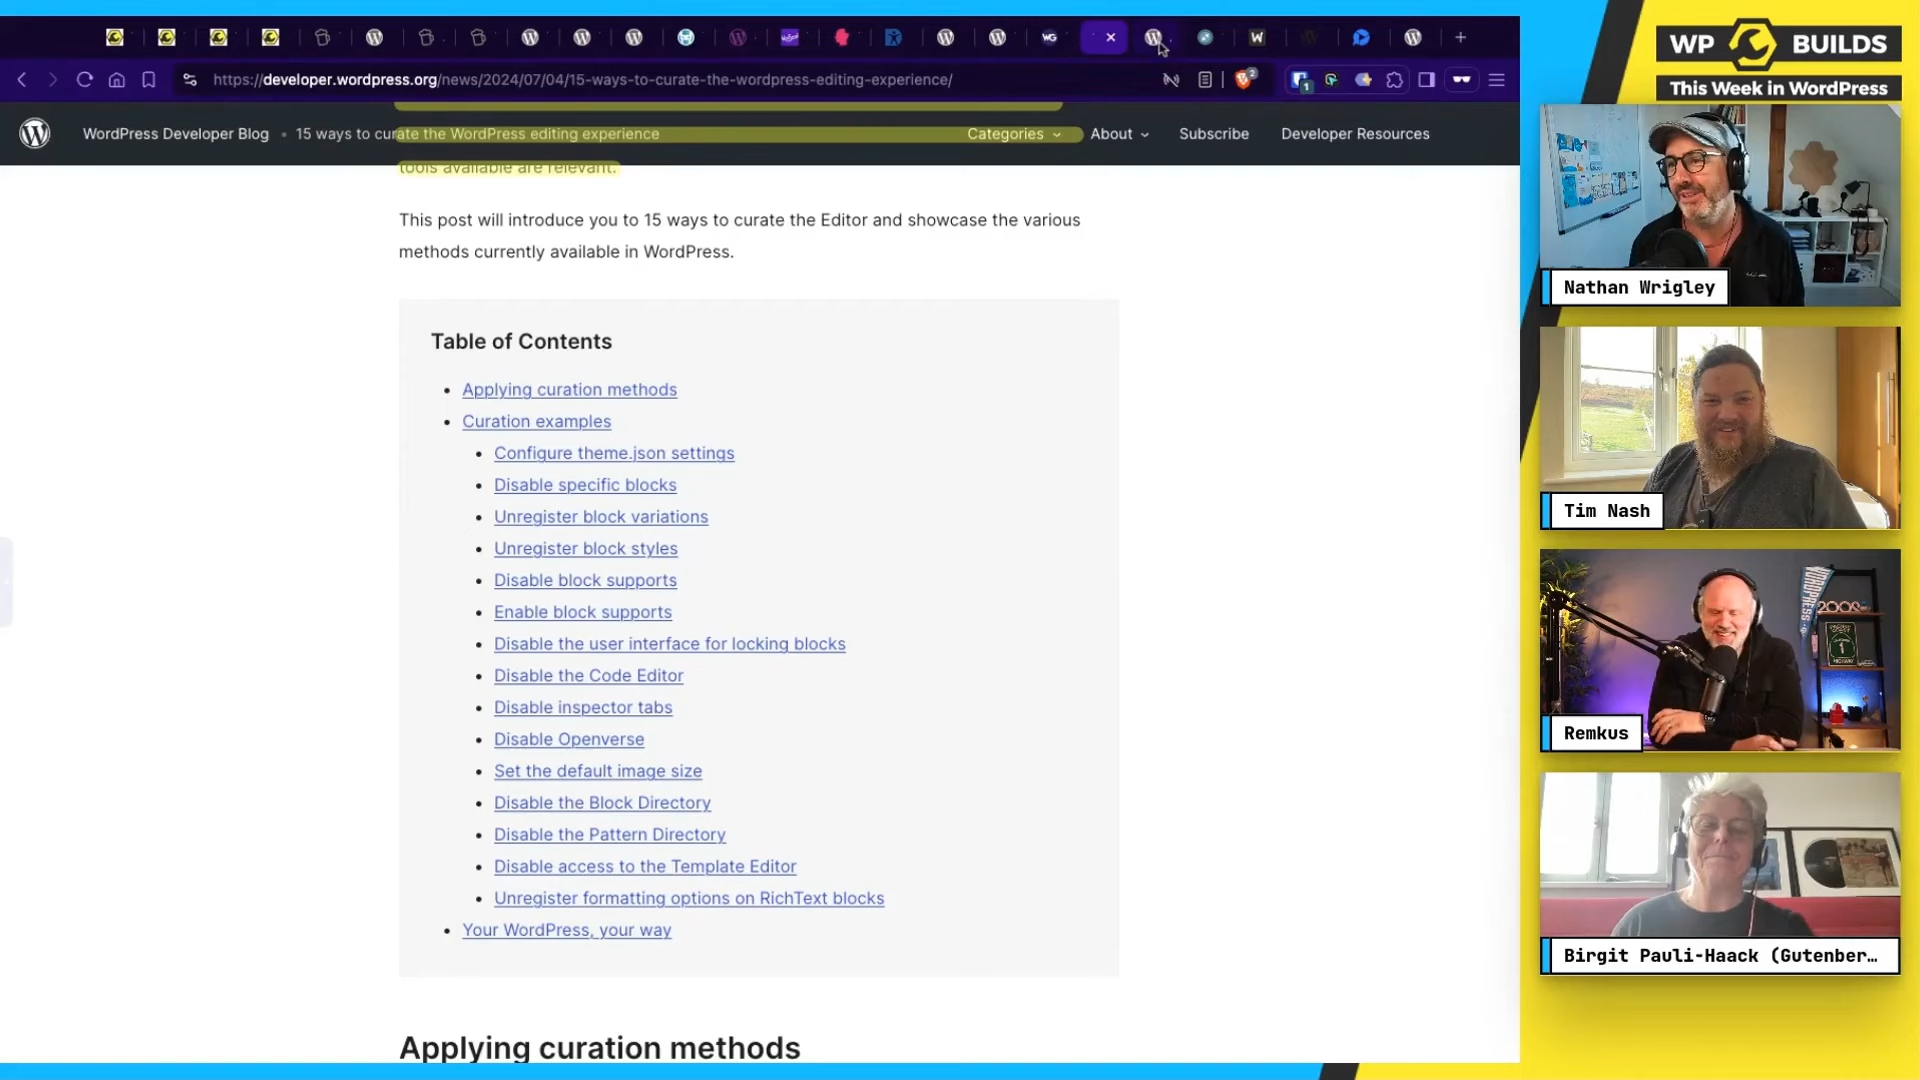 WP BUILDS
This Week in WordPress
WG
W
https://developer.wordpress.org/news/2024/07/04/15-ways-to-curate-the-wordpress-editing-experience/
2
1
WordPress Developer Blog • 15 ways to curate the WordPress editing experience
Categories
About
Subscribe
Developer Resources
tools available are relevant.
This post will introduce you to 15 ways to curate the Editor and showcase the various
methods currently available in WordPress.
Table of Contents
Applying curation methods
Curation examples
Configure theme.json settings
Disable specific blocks
Unregister block variations
Unregister block styles
Disable block supports
Enable block supports
Disable the user interface for locking blocks
Disable the Code Editor
Disable inspector tabs
Disable Openverse
Set the default image size
Disable the Block Directory
Disable the Pattern Directory
Disable access to the Template Editor
Unregister formatting options on RichText blocks
Your WordPress, your way
Applying curation methods
Nathan Wrigley
Tim Nash
Remkus
Birgit Pauli-Haack (Gutenber…